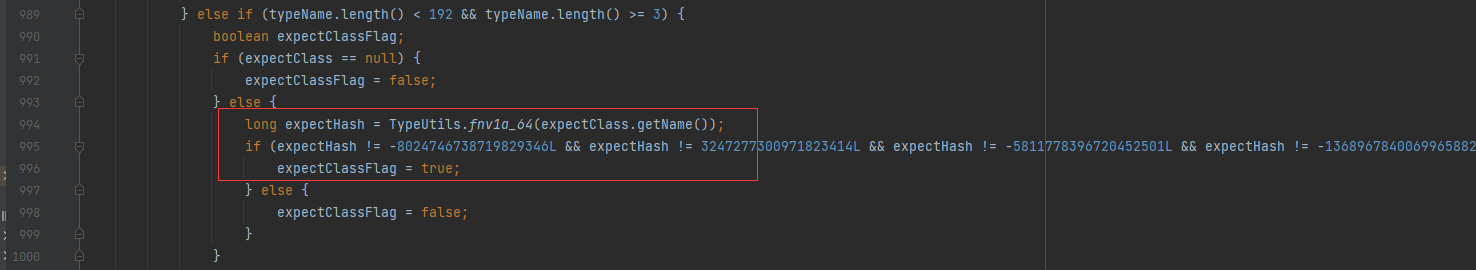 989 } else if (typeName.length() < 192 && typeName.length() >= 3) {
990 boolean expectClassFlag;
991 if (expectClass == null) {
992 expectClassFlag = false;
993 } else {
994 long expectHash = TypeUtils.fnv1a_64(expectClass.getName());
995 if (expectHash != -8024746738719829346L && expectHash != 3247277300971823414L && expectHash != -5811778396720452501L && expectHash != -1368967840069965882
996 expectClassFlag = true;
997 } else {
998 expectClassFlag = false;
999 }
1000 }